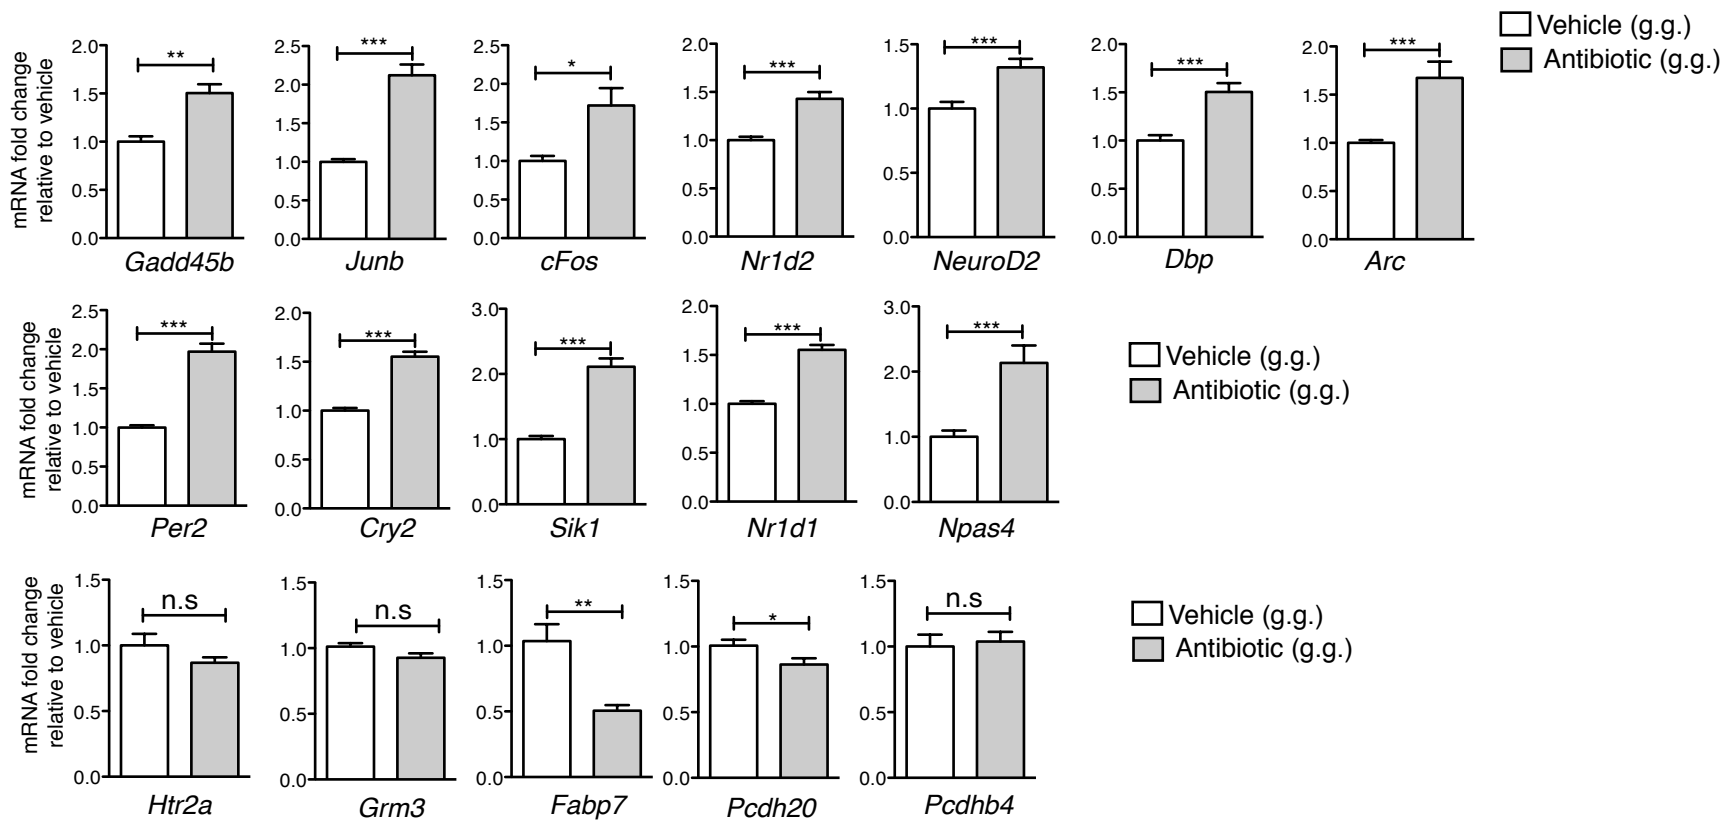 Vehicle (g.g.)
Antibiotic (g.g.)
mRNA fold change
relative to vehicle
2.0
1.5
1.0
0.5
0.0
**
Gadd45b
2.5
2.0
1.5
1.0
0.5
0.0
***
Junb
2.5
2.0
1.5
1.0
0.5
0.0
*
cFos
2.0
1.5
1.0
0.5
0.0
***
Nr1d2
1.5
1.0
0.5
0.0
***
NeuroD2
2.0
1.5
1.0
0.5
0.0
***
Dbp
2.0
1.5
1.0
0.5
0.0
***
Arc
mRNA fold change
relative to vehicle
2.5
2.0
1.5
1.0
0.5
0.0
***
Per2
2.0
1.5
1.0
0.5
0.0
***
Cry2
3.0
2.0
1.0
0.0
***
Sik1
2.0
1.5
1.0
0.5
0.0
***
Nr1d1
3.0
2.0
1.0
0.0
***
Npas4
Vehicle (g.g.)
Antibiotic (g.g.)
mRNA fold change
relative to vehicle
1.5
1.0
0.5
0.0
n.s
Htr2a
1.5
1.0
0.5
0.0
n.s
Grm3
1.5
1.0
0.5
0.0
**
Fabp7
1.5
1.0
0.5
0.0
*
Pcdh20
1.5
1.0
0.5
0.0
n.s
Pcdhb4
Vehicle (g.g.)
Antibiotic (g.g.)